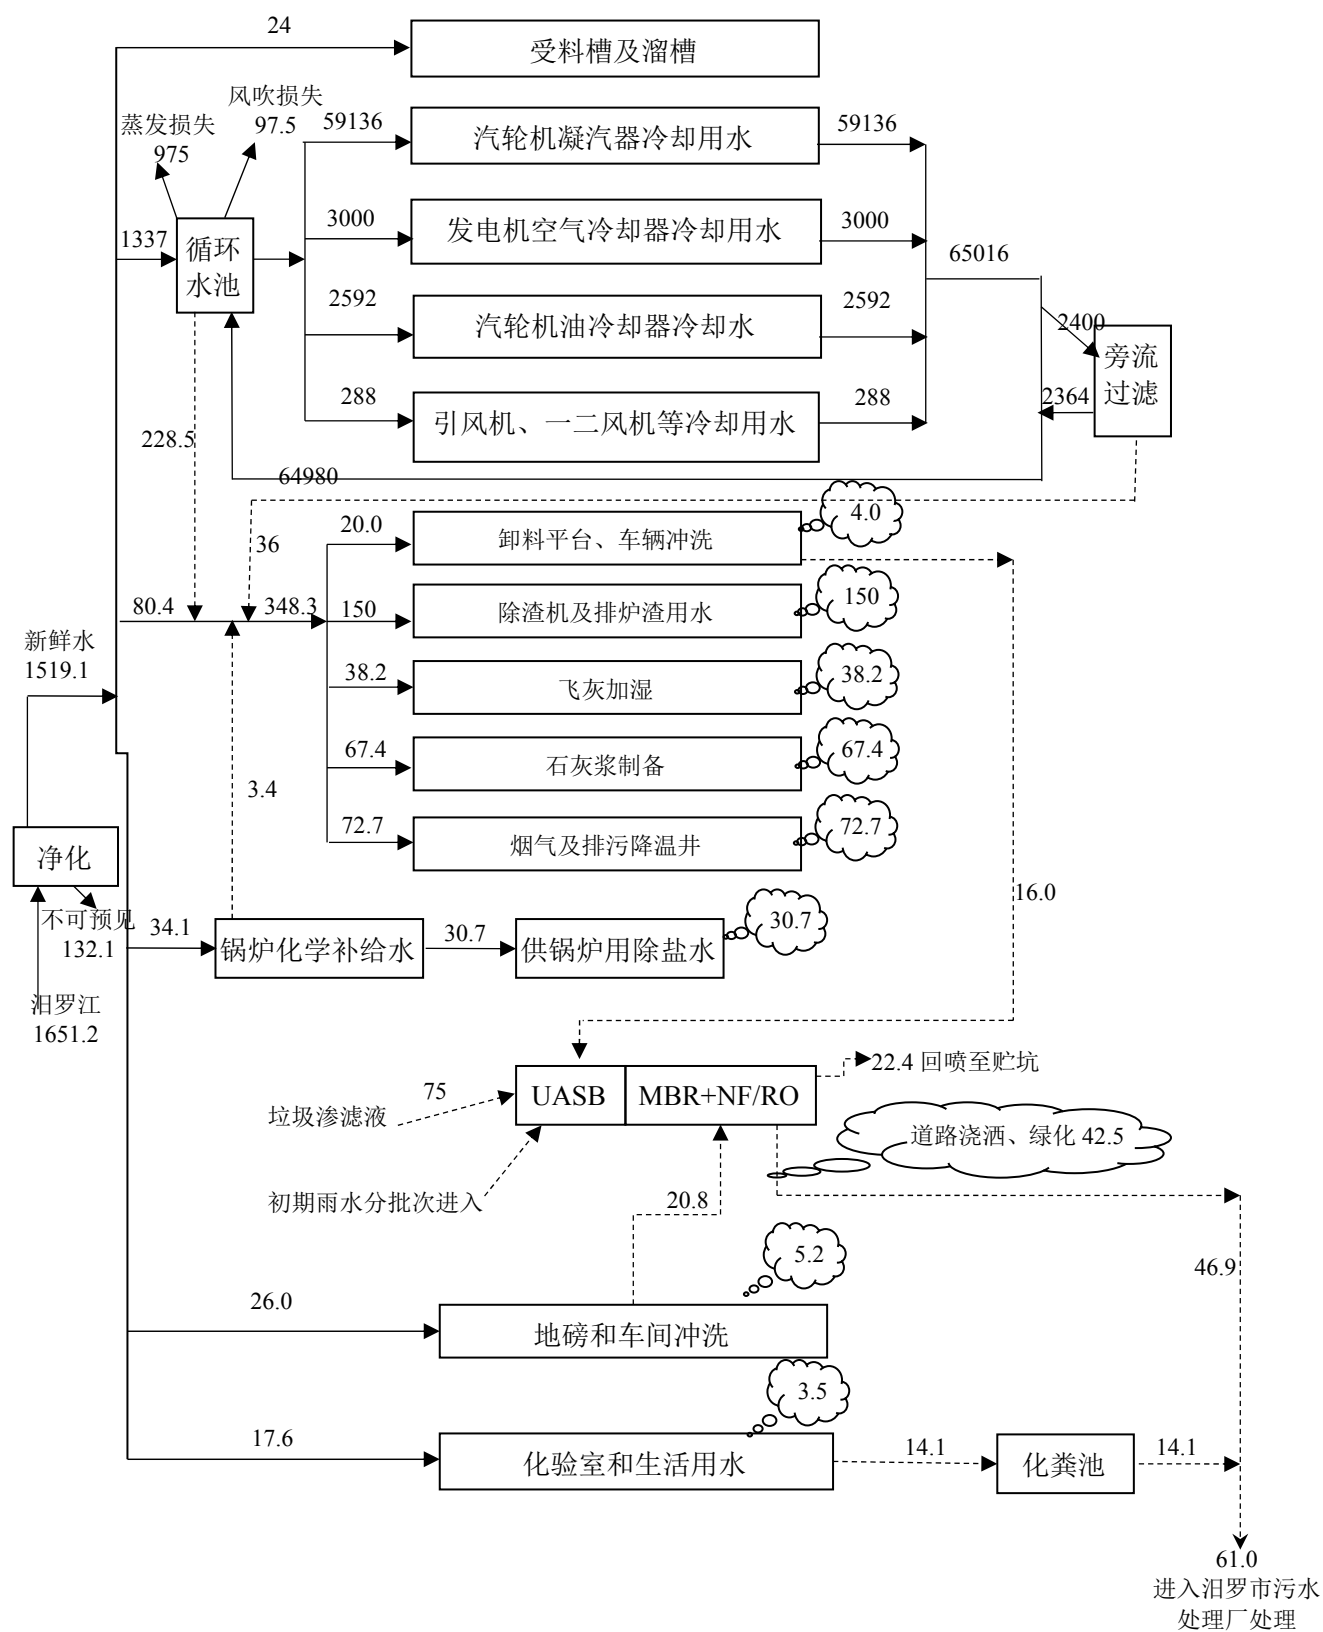 24
受料槽及溜槽
风吹损失
97.5
蒸发损失
975
59136
汽轮机凝汽器冷却用水
59136
1337
循环
水池
3000
发电机空气冷却器冷却用水
3000
65016
2592
汽轮机油冷却器冷却水
2592
2400
旁流
过滤
2364
288
引风机、一二风机等冷却用水
288
228.5
64980
36
20.0
卸料平台、车辆冲洗
4.0
80.4
348.3
150
除渣机及排炉渣用水
150
新鲜水
1519.1
38.2
飞灰加湿
38.2
67.4
石灰浆制备
67.4
3.4
72.7
烟气及排污降温井
72.7
净化
不可预见
132.1
16.0
34.1
锅炉化学补给水
30.7
供锅炉用除盐水
30.7
汨罗江
1651.2
22.4 回喷至贮坑
75
垃圾渗滤液
UASB
MBR+NF/RO
道路浇洒、绿化 42.5
初期雨水分批次进入
20.8
5.2
46.9
26.0
地磅和车间冲洗
3.5
17.6
化验室和生活用水
14.1
化粪池
14.1
61.0
进入汨罗市污水
处理厂处理